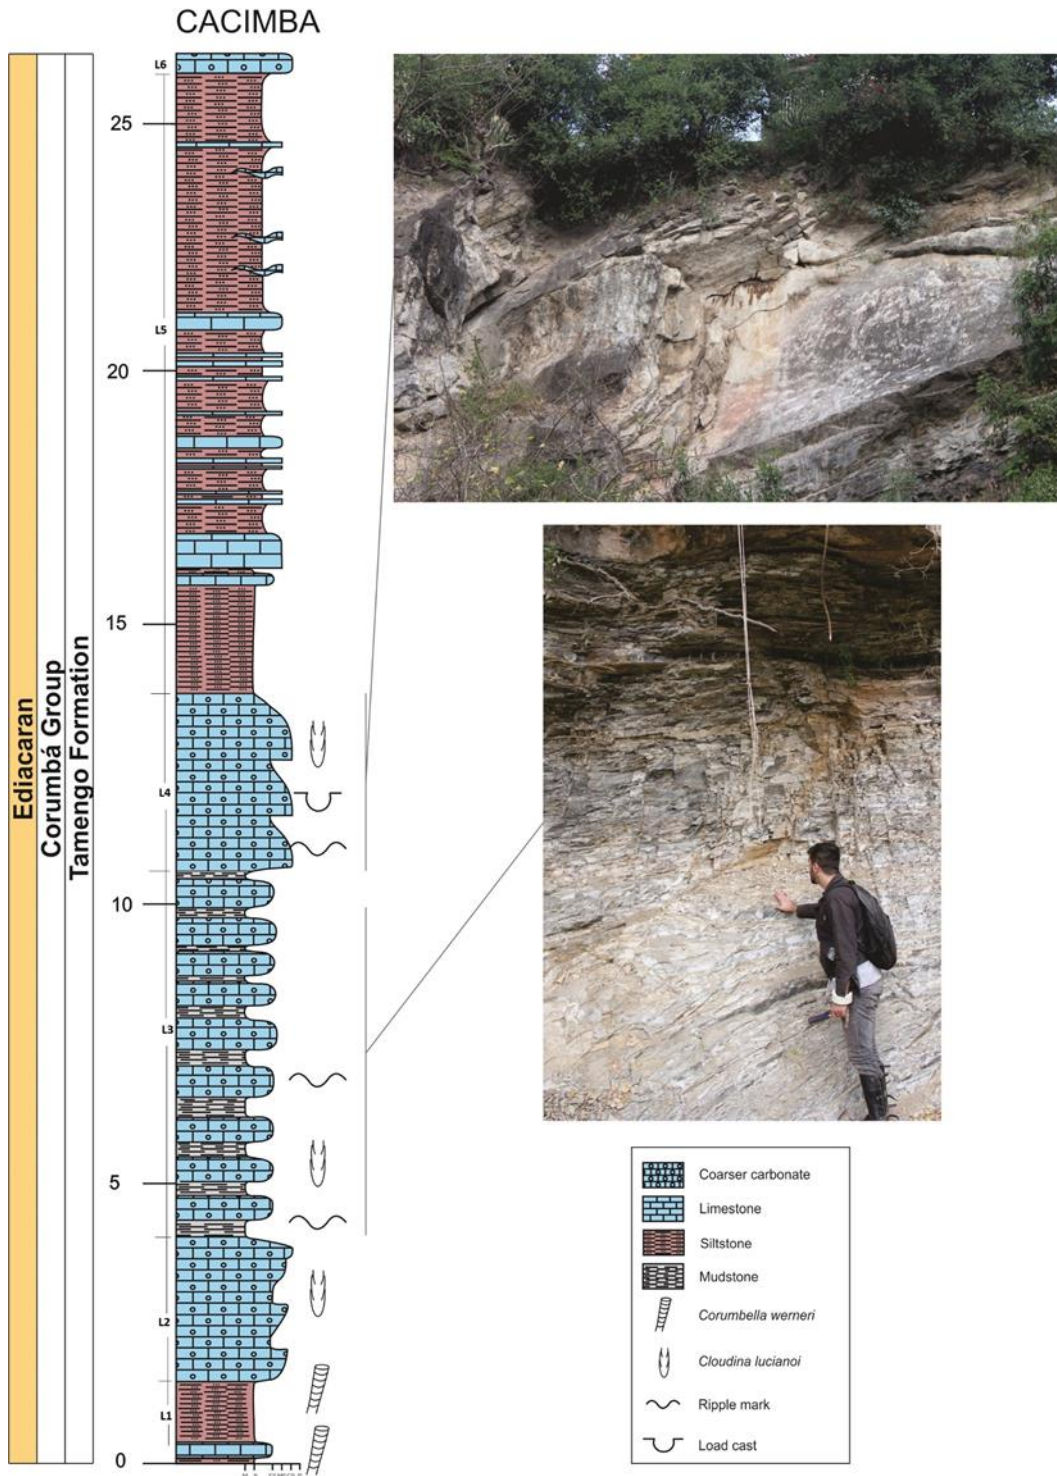 CACIMBA
Ediacaran
Corumbá Group
Tamengo Formation
L6
25
L5
20
15
L4
10
L3
5
L2
L1
0
Coarser carbonate
Limestone
Siltstone
Mudstone
Corumbella werneri
Cloudina lucianoi
Ripple mark
Load cast